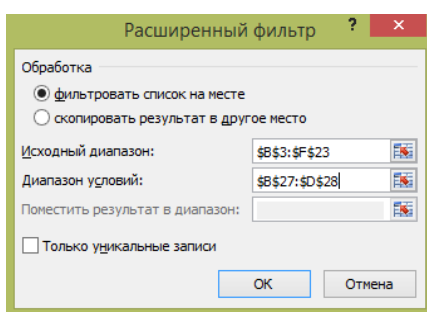 Расширенный фильтр ? ×
Обработка
фильтровать список на месте
скопировать результат в другое место
Исходный диапазон: $B$3:$F$23
Диапазон условий: $B$27:$D$28
Поместить результат в диапазон:
Только уникальные записи
ОК Отмена